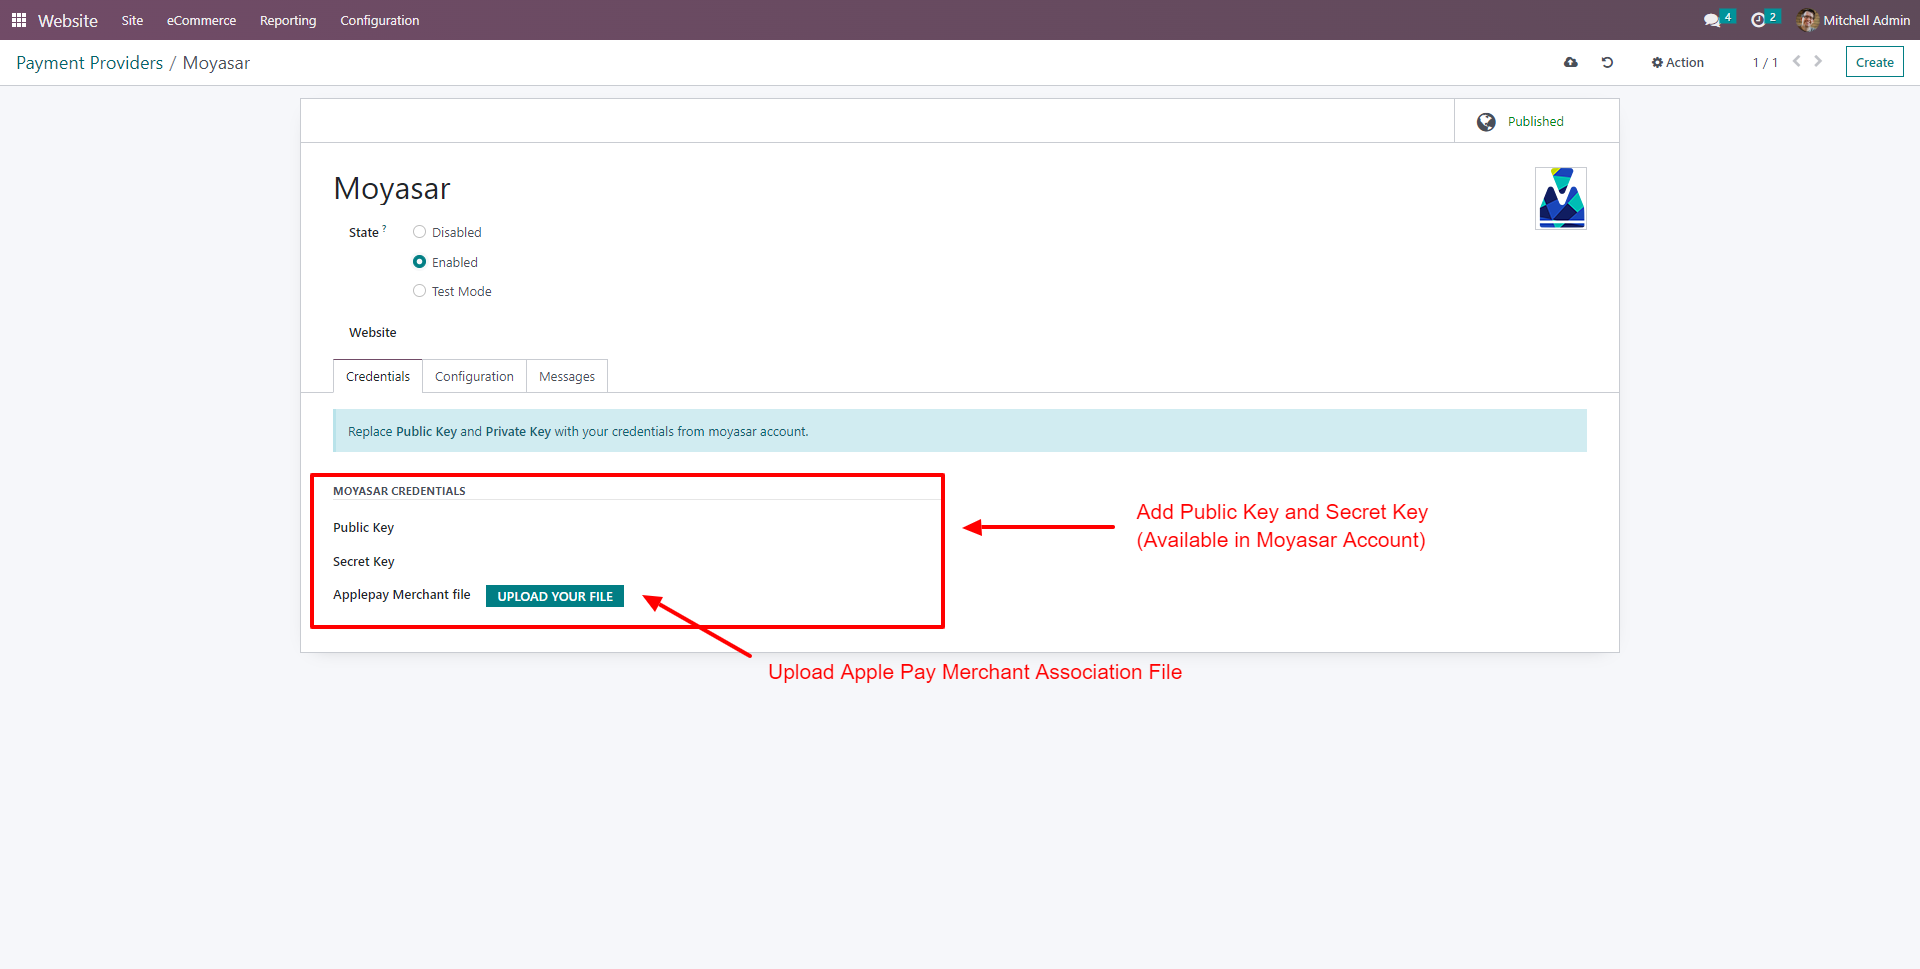 Website Site eCommerce Reporting Configuration 4 2 Mitchell Admin
Payment Providers / Moyasar Action 1 / 1 Create
Published
Moyasar
State ? Disabled
Enabled
Test Mode
Website
Credentials Configuration Messages
Replace Public Key and Private Key with your credentials from moyasar account.
MOYASAR CREDENTIALS
Public Key
Secret Key
Applepay Merchant file UPLOAD YOUR FILE
Add Public Key and Secret Key
(Available in Moyasar Account)
Upload Apple Pay Merchant Association File